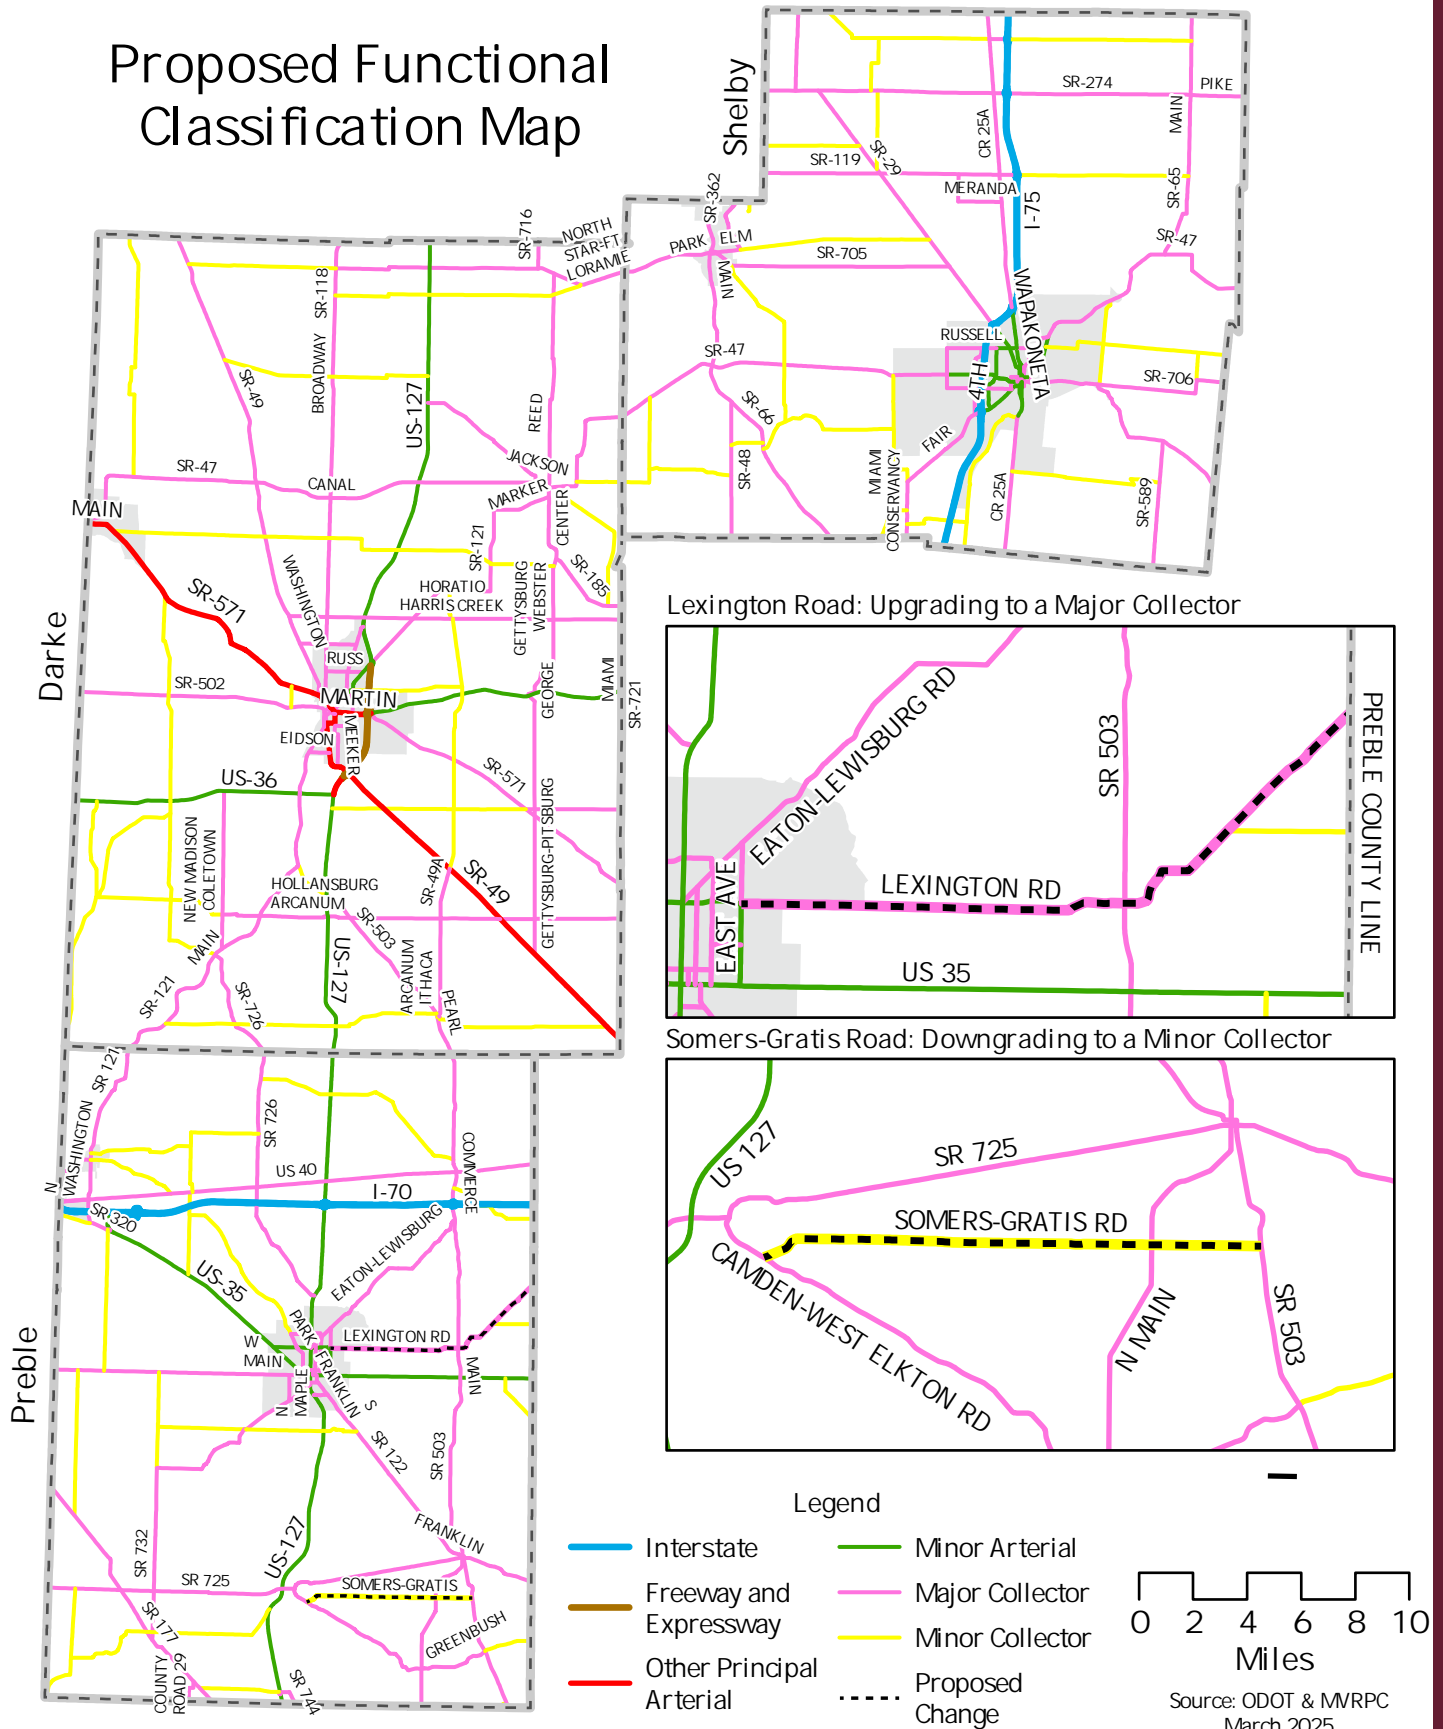 Proposed Functional
Classification Map
Shelby
SR-274
PIKE
MAIN
CR 25A
SR-29
SR-119
MERANDA
SR-65
I-75
SR-362
SR-47
SR-716
NORTH
STAR-FT.
LORAMIE
PARK
ELM
SR-705
MAIN
WAPAKONETA
RUSSELL
SR-47
4TH
SR-706
SR-66
FAIR
SR-48
MIAMI
CONSERVANCY
CR 25A
SR-589
Darke
SR-118
BROADWAY
SR-49
US-127
REED
SR-47
CANAL
JACKSON
MARKER
CENTER
MAIN
SR-121
SR-185
SR-571
WASHINGTON
HORATIO
HARRIS CREEK
GETTYSBURG
WEBSTER
RUSS
SR-502
MARTIN
GEORGE
MIAMI
SR-721
EIDSON
MEEKER
US-36
SR-571
NEW MADISON
COLETOWN
GETTYSBURG-PITSBURG
HOLLANSBURG
ARCANUM
SR-49A
SR-49
SR-503
MAIN
US-127
ARCANUM
ITHACA
SR-121
SR-726
PEARL
Preble
SR 121
WASHINGTON
N
SR 726
COMMERCE
US 40
I-70
SR-320
EATON-LEWISBURG
US-35
PARK
LEXINGTON RD
W
MAIN
FRANKLIN
MAIN
N
MAPLE
S
SR 122
SR 503
FRANKLIN
SR 732
US-127
SR 725
SOMERS-GRATIS
SR 177
GREENBUSH
COUNTY
ROAD 29
SR 744
Lexington Road: Upgrading to a Major Collector
EATON-LEWISBURG RD
SR 503
PREBLE COUNTY LINE
LEXINGTON RD
EAST AVE
US 35
Somers-Gratis Road: Downgrading to a Minor Collector
US 127
SR 725
SOMERS-GRATIS RD
CAMDEN-WEST ELKTON RD
N MAIN
SR 503
Legend
Interstate
Freeway and
Expressway
Other Principal
Arterial
Minor Arterial
Major Collector
Minor Collector
Proposed
Change
0 2 4 6 8 10
Miles
Source: ODOT & MVRPC
March 2025